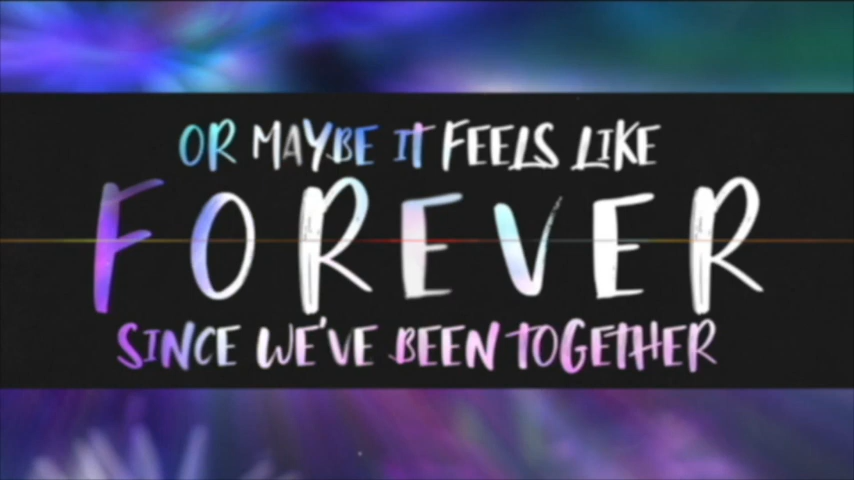 OR MAYBE IT FEELS LIKE
FOREVER
SINCE WE'VE BEEN TOGETHER